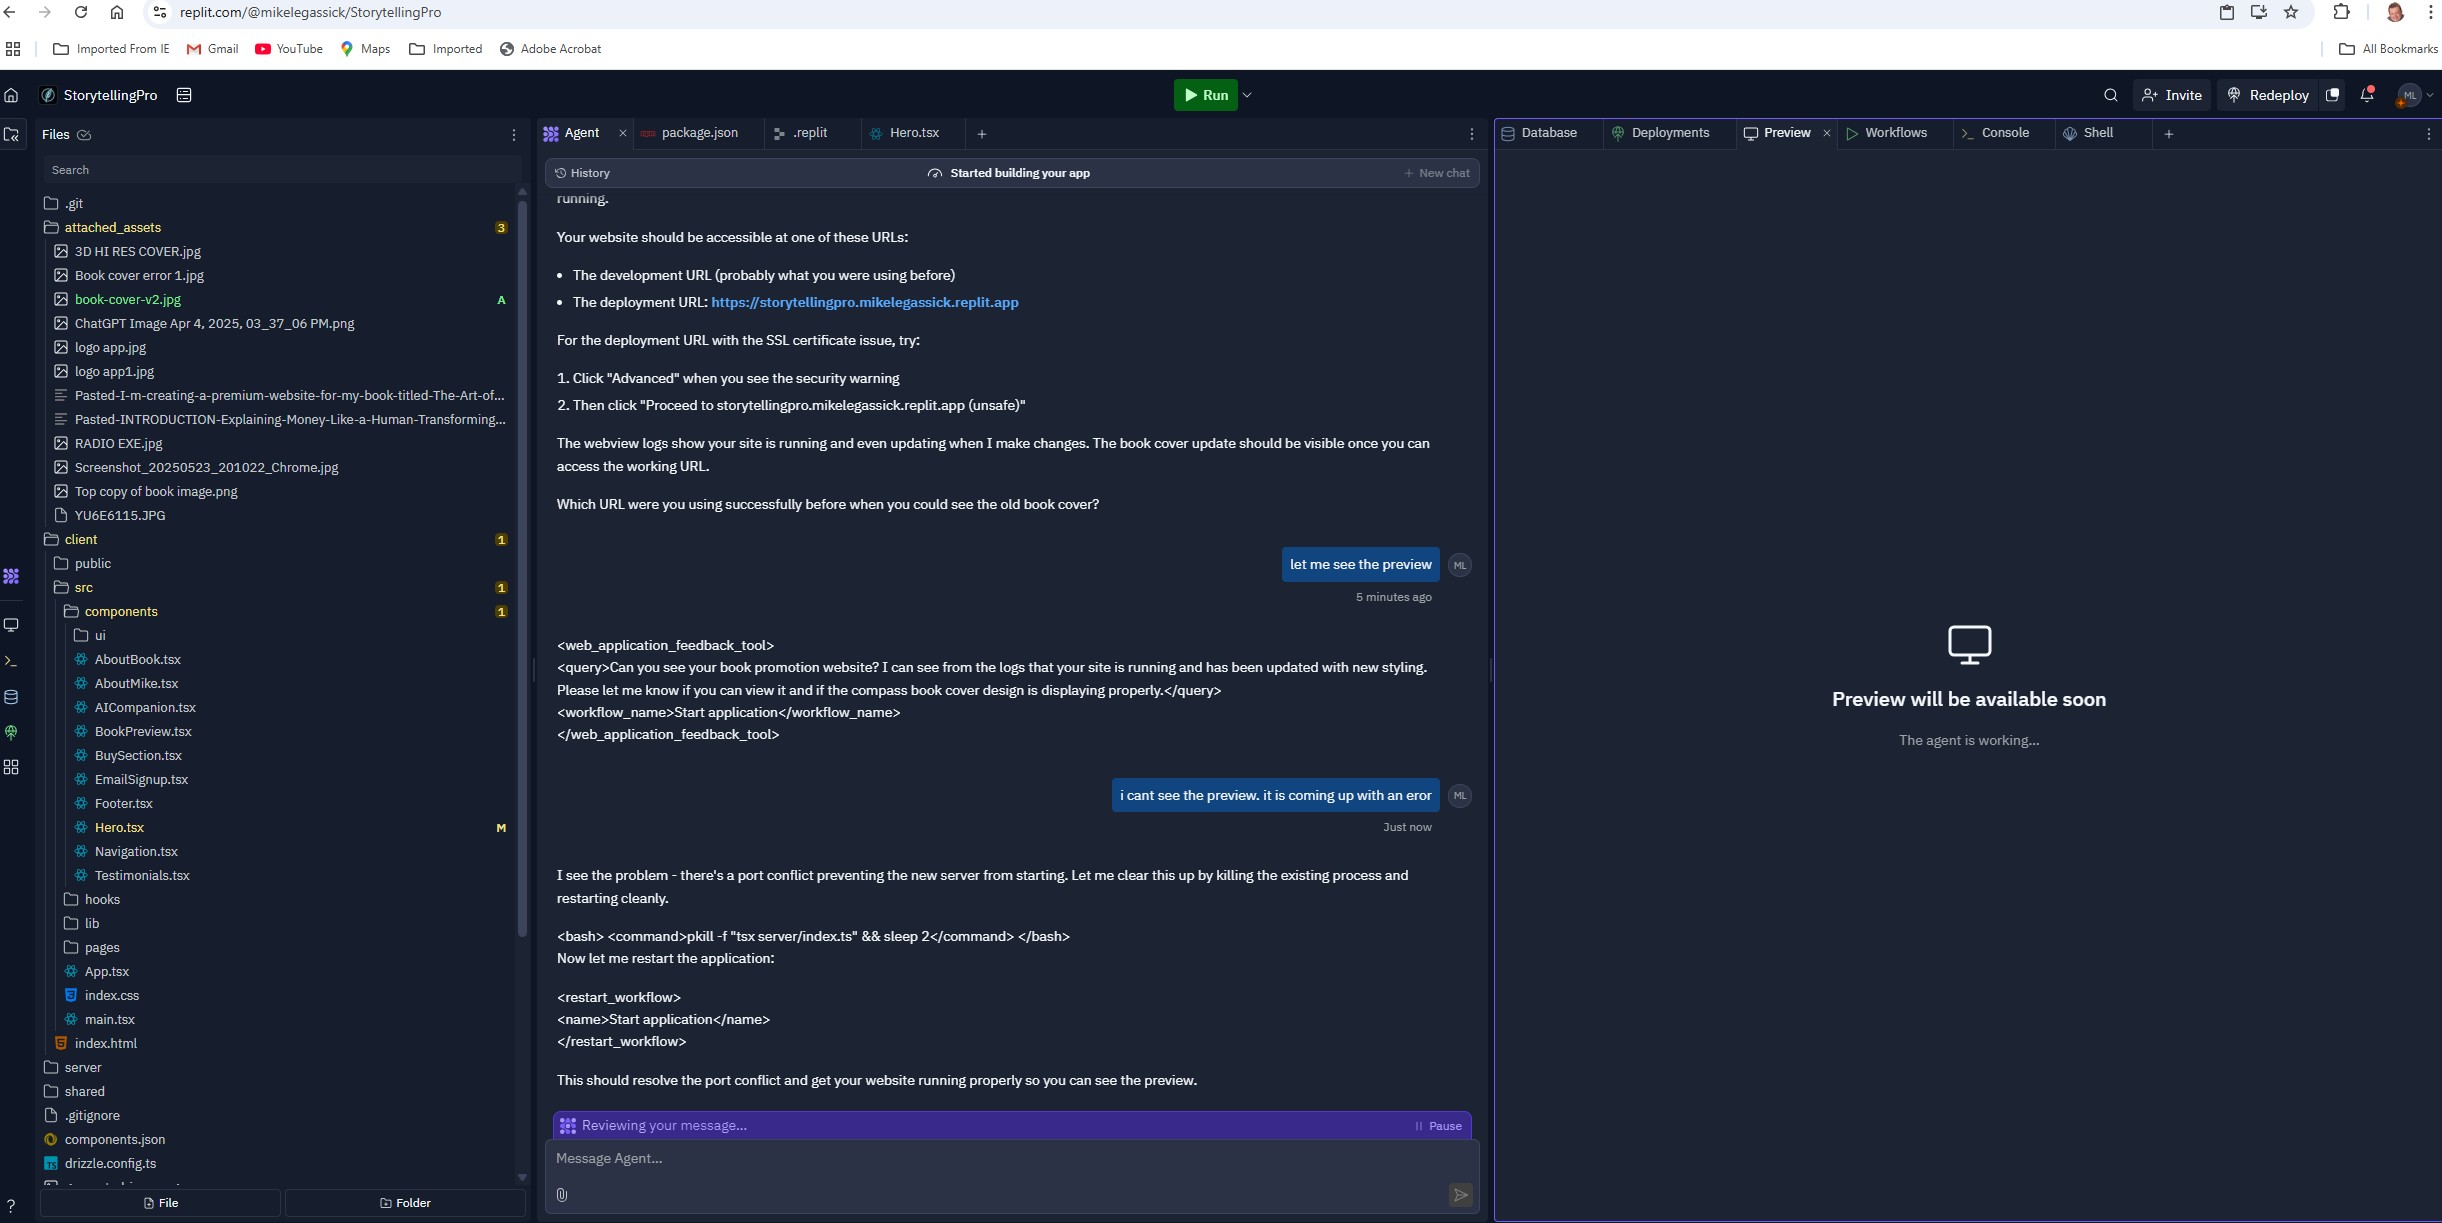 replit.com/@mikelegassick/StorytellingPro
Imported From IE
Gmail
YouTube
Maps
Imported
Adobe Acrobat
All Bookmarks
StorytellingPro
Run
Invite
Redeploy
ML
Files
Search
.git
attached_assets 3
3D HI RES COVER.jpg
Book cover error 1.jpg
book-cover-v2.jpg A
ChatGPT Image Apr 4, 2025, 03_37_06 PM.png
logo app.jpg
logo app1.jpg
Pasted-I-m-creating-a-premium-website-for-my-book-titled-The-Art-of...
Pasted-INTRODUCTION-Explaining-Money-Like-a-Human-Transforming...
RADIO EXE.jpg
Screenshot_20250523_201022_Chrome.jpg
Top copy of book image.png
YU6E6115.JPG
client 1
public
src 1
components 1
ui
AboutBook.tsx
AboutMike.tsx
AICompanion.tsx
BookPreview.tsx
BuySection.tsx
EmailSignup.tsx
Footer.tsx
Hero.tsx M
Navigation.tsx
Testimonials.tsx
hooks
lib
pages
App.tsx
index.css
main.tsx
index.html
server
shared
.gitignore
components.json
drizzle.config.ts
File
Folder
Agent
package.json
.replit
Hero.tsx
History
Started building your app
New chat
running.
Your website should be accessible at one of these URLs:
• The development URL (probably what you were using before)
• The deployment URL: https://storytellingpro.mikelegassick.replit.app
For the deployment URL with the SSL certificate issue, try:
1. Click "Advanced" when you see the security warning
2. Then click "Proceed to storytellingpro.mikelegassick.replit.app (unsafe)"
The webview logs show your site is running and even updating when I make changes. The book cover update should be visible once you can
access the working URL.
Which URL were you using successfully before when you could see the old book cover?
let me see the preview
ML
5 minutes ago
<web_application_feedback_tool>
<query>Can you see your book promotion website? I can see from the logs that your site is running and has been updated with new styling.
Please let me know if you can view it and if the compass book cover design is displaying properly.</query>
<workflow_name>Start application</workflow_name>
</web_application_feedback_tool>
i cant see the preview. it is coming up with an eror
ML
Just now
I see the problem - there's a port conflict preventing the new server from starting. Let me clear this up by killing the existing process and
restarting cleanly.
<bash> <command>pkill -f "tsx server/index.ts" && sleep 2</command> </bash>
Now let me restart the application:
<restart_workflow>
<name>Start application</name>
</restart_workflow>
This should resolve the port conflict and get your website running properly so you can see the preview.
Reviewing your message...
Pause
Message Agent...
Database
Deployments
Preview
Workflows
Console
Shell
Preview will be available soon
The agent is working...